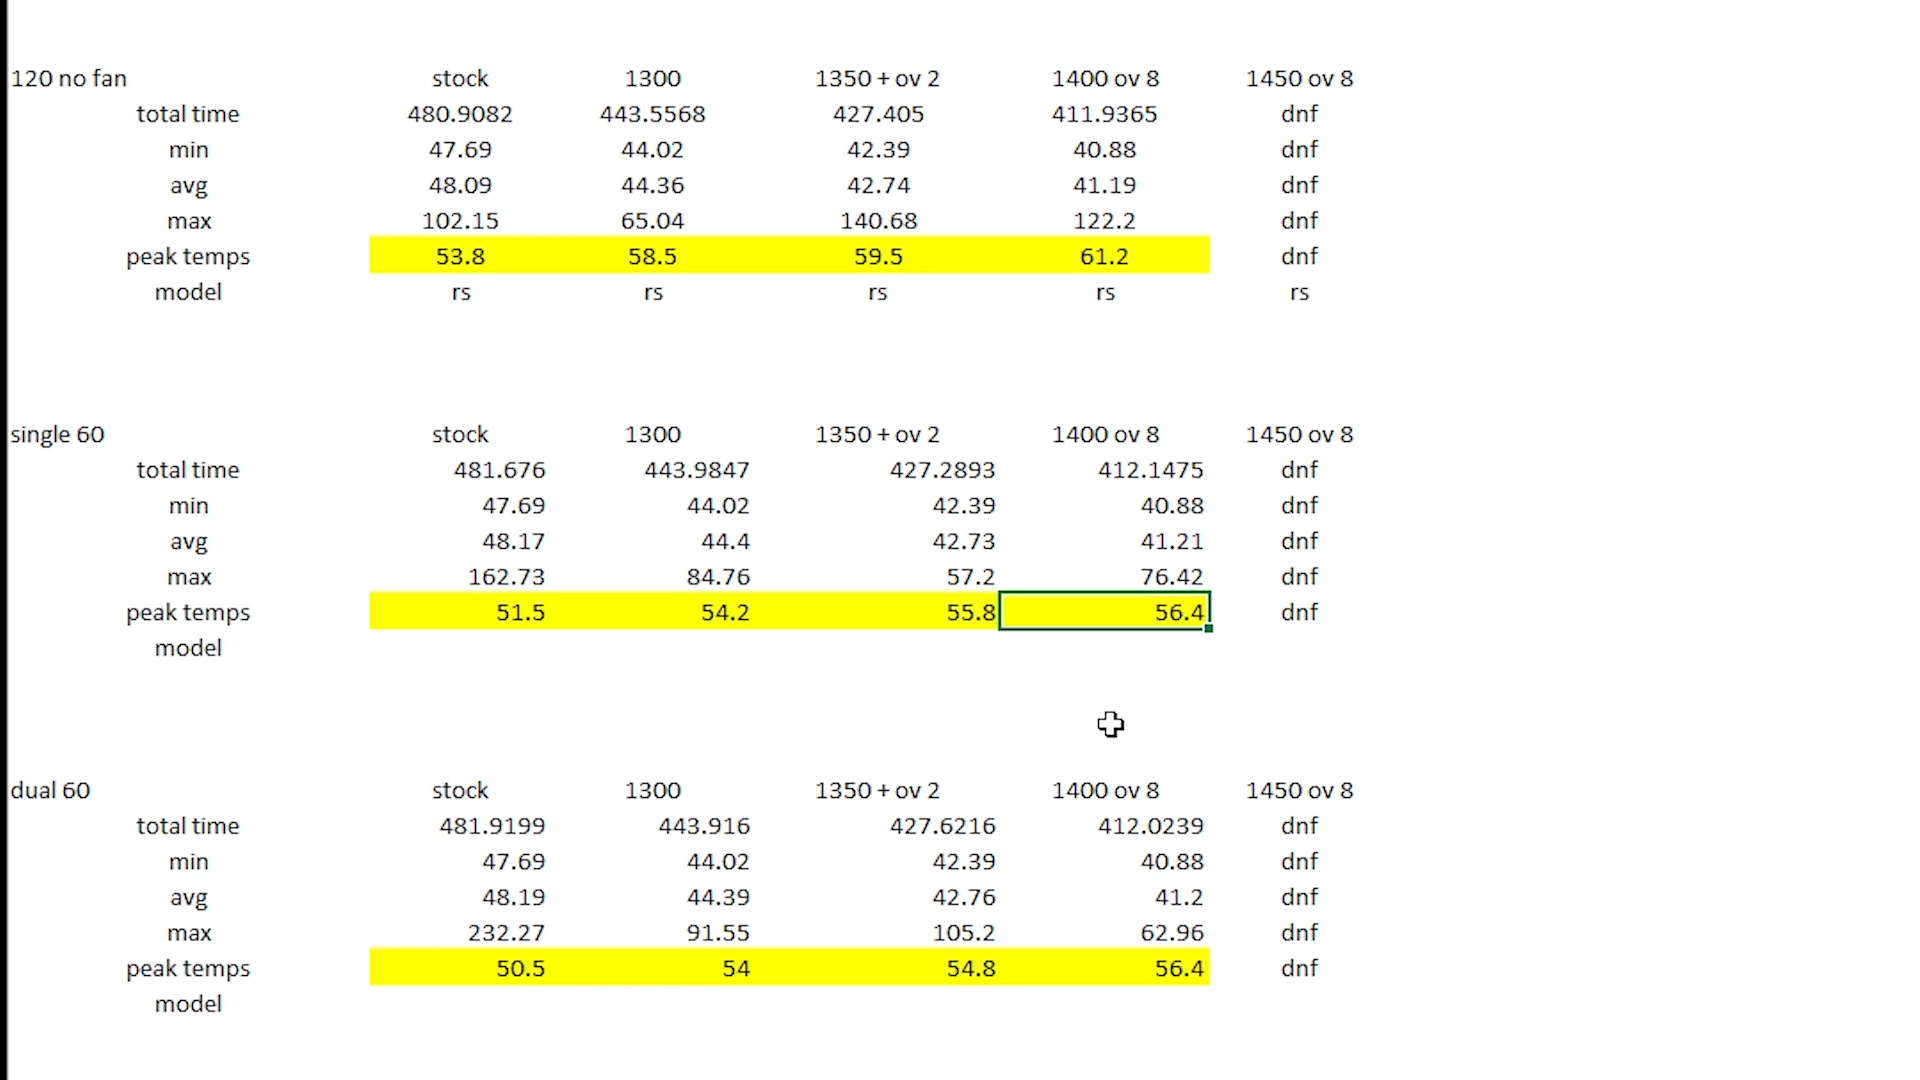 120 no fan stock 1300 1350 + ov 2 1400 ov 8 1450 ov 8
total time 480.9082 443.5568 427.405 411.9365 dnf
min 47.69 44.02 42.39 40.88 dnf
avg 48.09 44.36 42.74 41.19 dnf
max 102.15 65.04 140.68 122.2 dnf
peak temps 53.8 58.5 59.5 61.2 dnf
model rs rs rs rs rs
single 60 stock 1300 1350 + ov 2 1400 ov 8 1450 ov 8
total time 481.676 443.9847 427.2893 412.1475 dnf
min 47.69 44.02 42.39 40.88 dnf
avg 48.17 44.4 42.73 41.21 dnf
max 162.73 84.76 57.2 76.42 dnf
peak temps 51.5 54.2 55.8 56.4 dnf
model
dual 60 stock 1300 1350 + ov 2 1400 ov 8 1450 ov 8
total time 481.9199 443.916 427.6216 412.0239 dnf
min 47.69 44.02 42.39 40.88 dnf
avg 48.19 44.39 42.76 41.2 dnf
max 232.27 91.55 105.2 62.96 dnf
peak temps 50.5 54 54.8 56.4 dnf
model